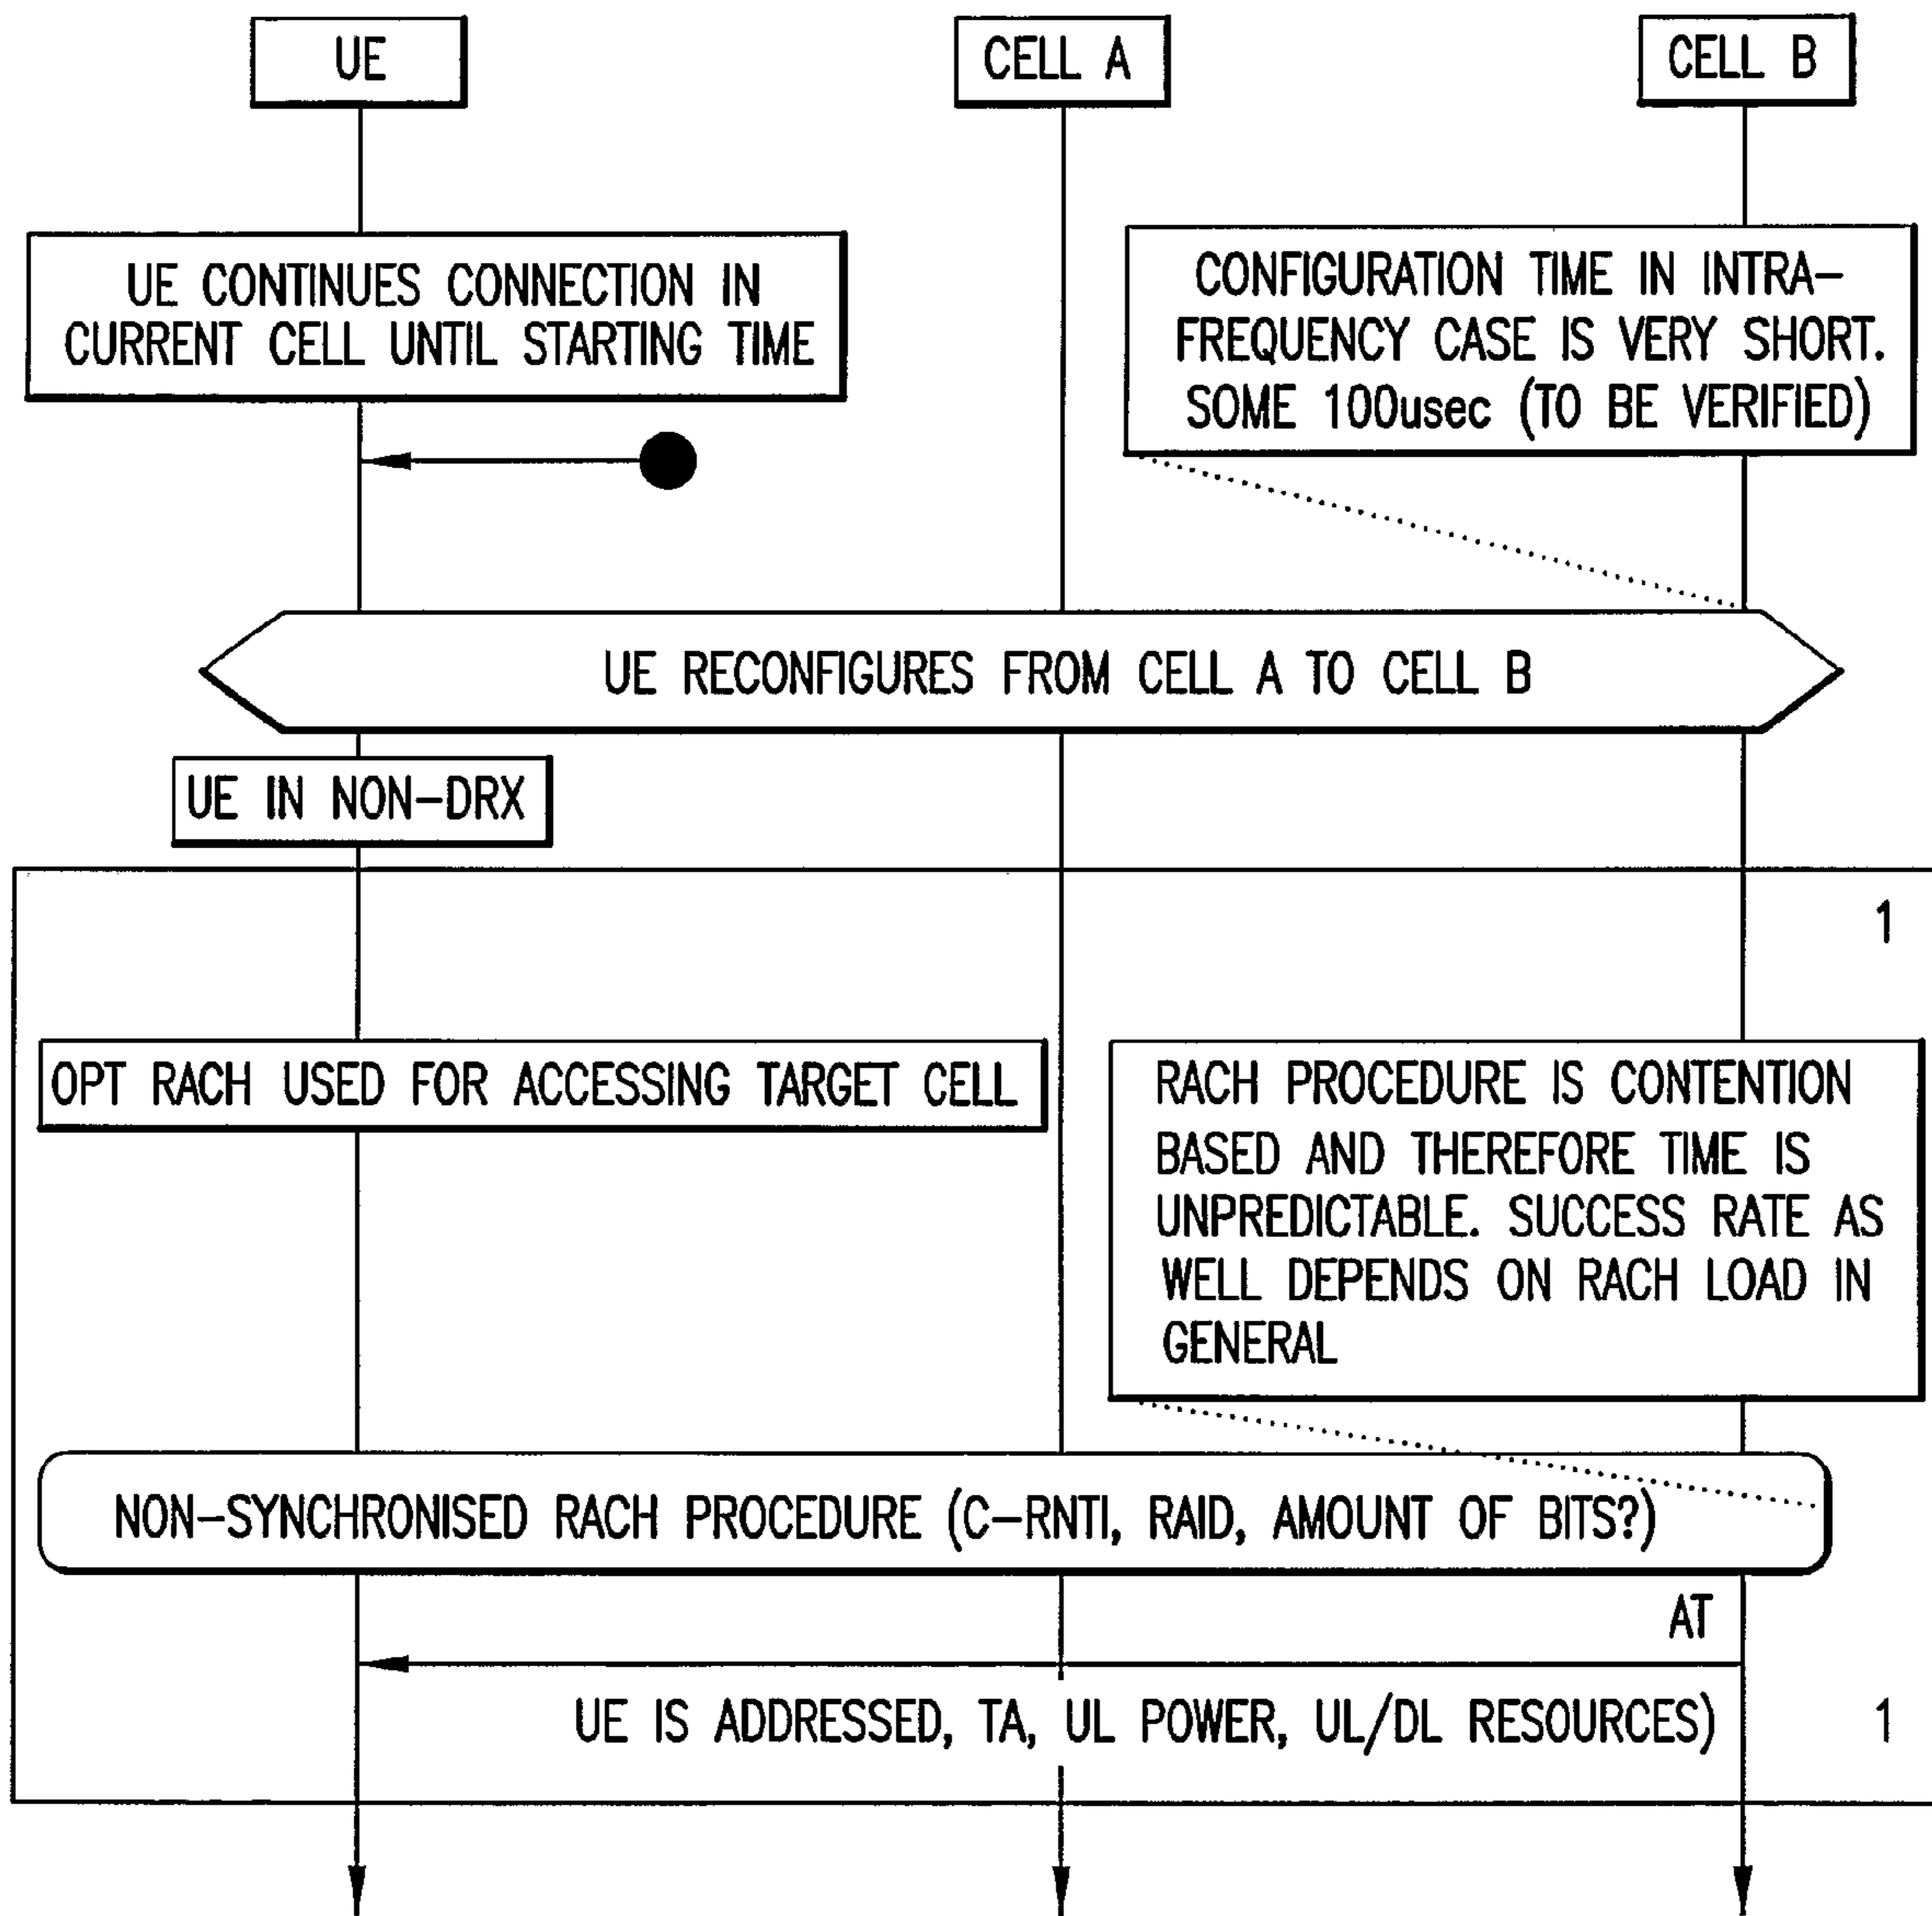 UE
CELL A
CELL B
UE CONTINUES CONNECTION IN
CURRENT CELL UNTIL STARTING TIME
CONFIGURATION TIME IN INTRA-
FREQUENCY CASE IS VERY SHORT.
SOME 100usec (TO BE VERIFIED)
UE RECONFIGURES FROM CELL A TO CELL B
UE IN NON-DRX
1
OPT RACH USED FOR ACCESSING TARGET CELL
RACH PROCEDURE IS CONTENTION
BASED AND THEREFORE TIME IS
UNPREDICTABLE. SUCCESS RATE AS
WELL DEPENDS ON RACH LOAD IN
GENERAL
NON-SYNCHRONISED RACH PROCEDURE (C-RNTI, RAID, AMOUNT OF BITS?)
AT
UE IS ADDRESSED, TA, UL POWER, UL/DL RESOURCES)
1